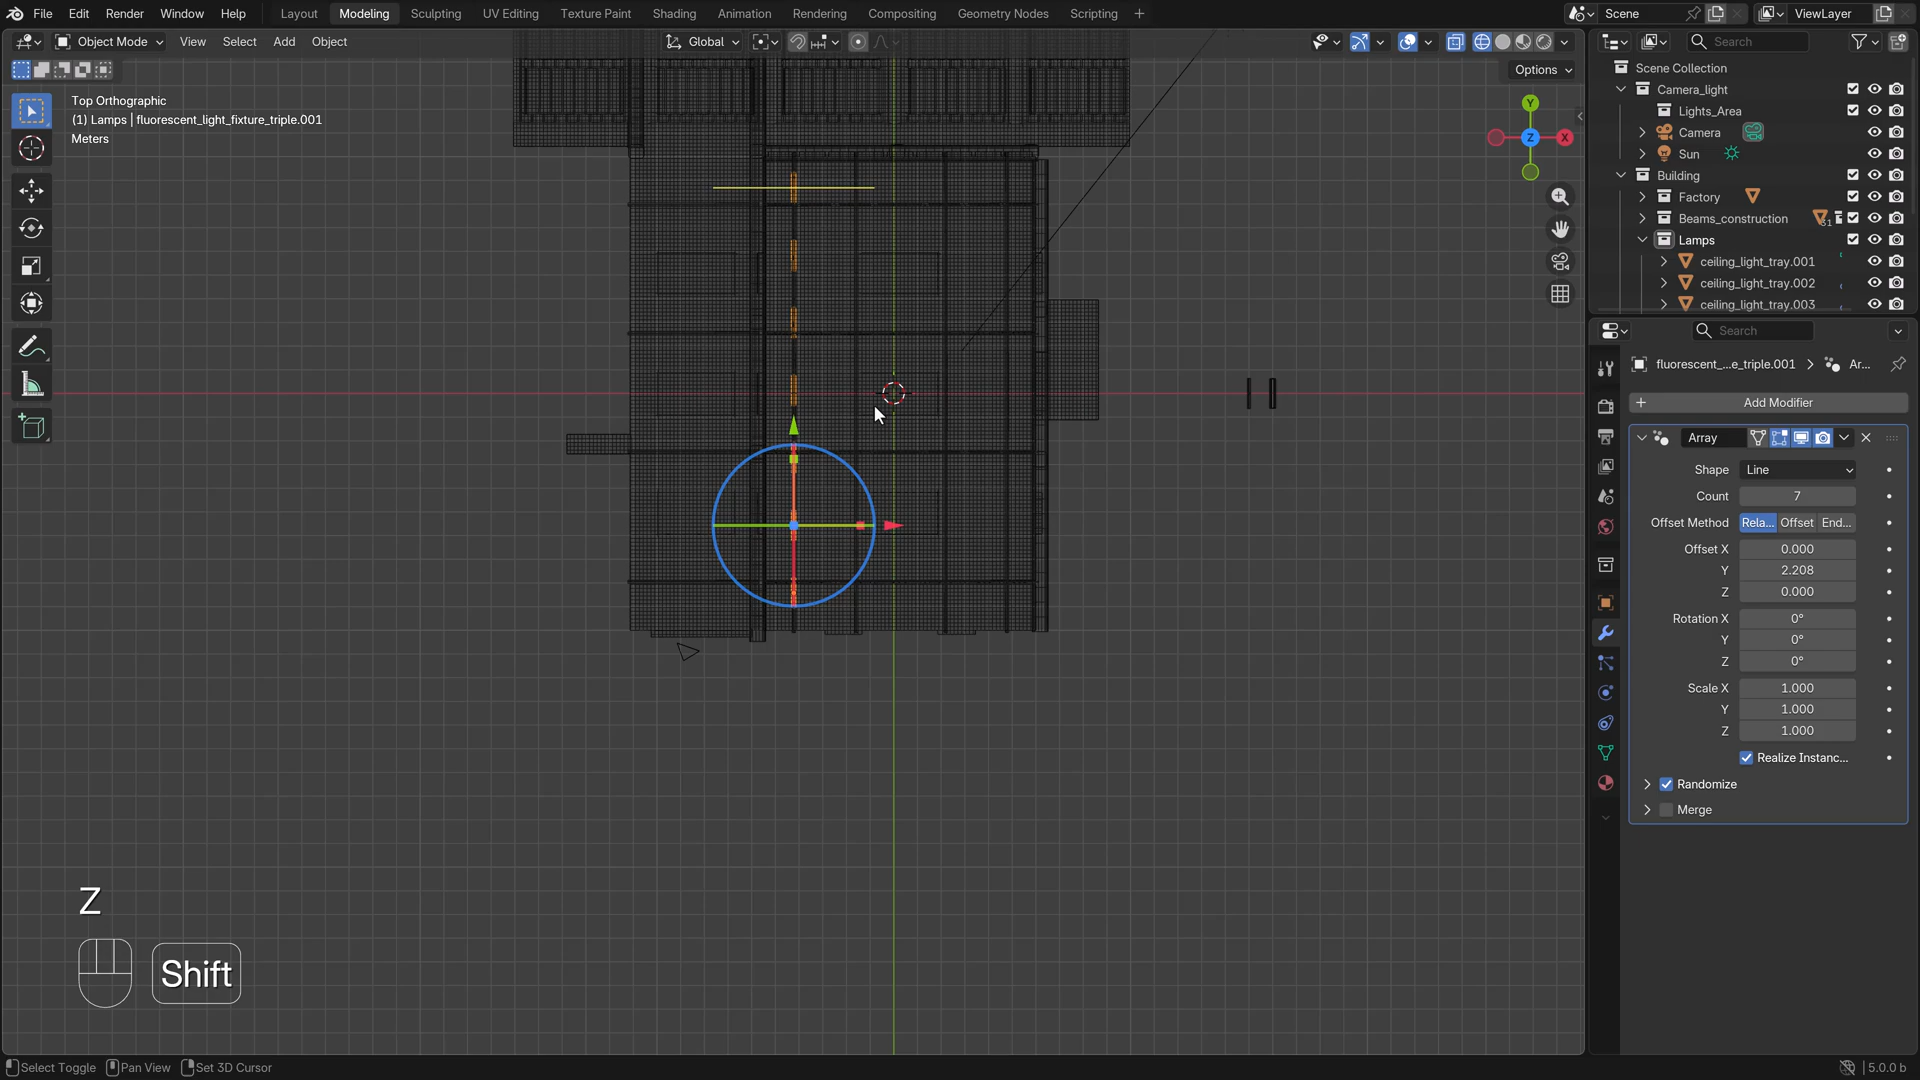 File Edit Render Window Help Layout Modeling Sculpting UV Editing Texture Paint Shading Animation Rendering Compositing Geometry Nodes Scripting + Scene ViewLayer
Object Mode View Select Add Object Global Search
Options
Top Orthographic
(1) Lamps | fluorescent_light_fixture_triple.001
Meters
Y
Z X
Scene Collection
Camera_light
Lights_Area
Camera
Sun
Building
Factory
Beams_construction 31
Lamps
ceiling_light_tray.001
ceiling_light_tray.002
ceiling_light_tray.003
Search
fluorescent_...e_triple.001 Ar...
+ Add Modifier
Array
Shape Line
Count 7
Offset Method Rela... Offset End...
Offset X 0.000
Y 2.208
Z 0.000
Rotation X 0°
Y 0°
Z 0°
Scale X 1.000
Y 1.000
Z 1.000
Realize Instanc...
Randomize
Merge
Z
Shift
Select Toggle Pan View Set 3D Cursor 5.0.0 b